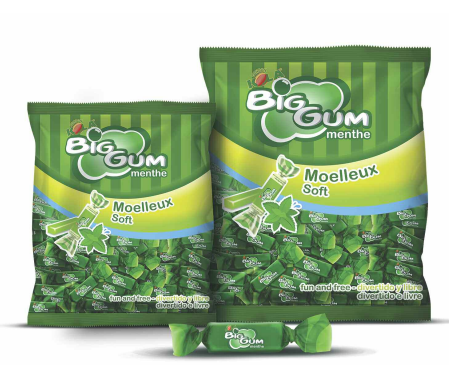 BIG GUM
menthe
Moelleux
Soft
fun and free - divertido y libre
divertido e livre
BIG GUM
menthe
Moelleux
Soft
fun and free - divertido y libre
divertido e livre
BIG GUM
menthe